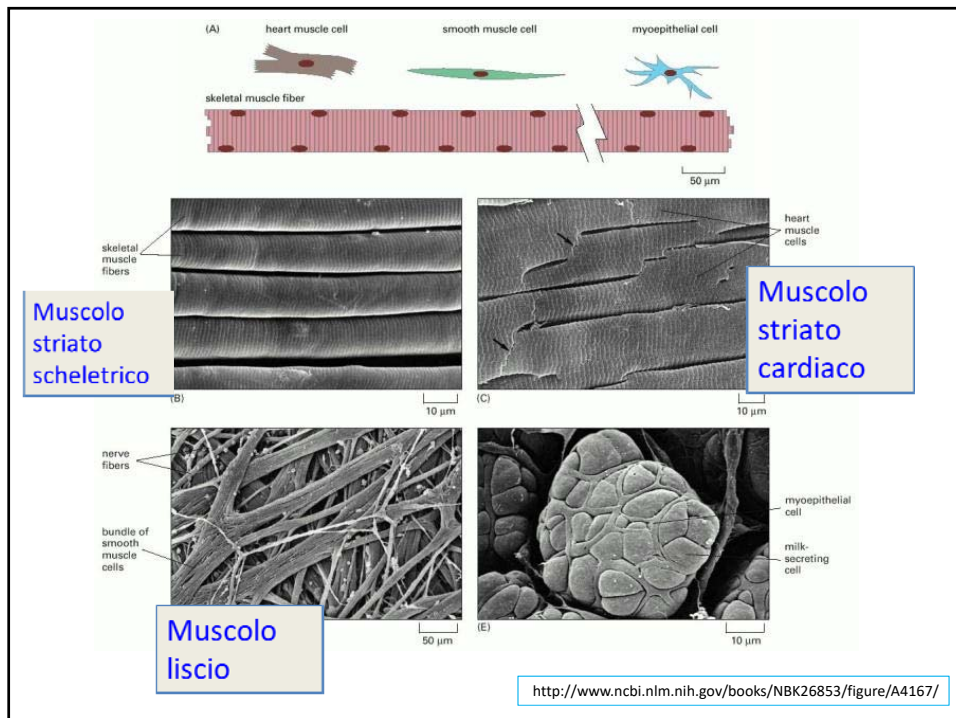 (A)
heart muscle cell
smooth muscle cell
myoepithelial cell
skeletal muscle fiber
50 μm
skeletal
muscle
fibers
heart
muscle
cells
Muscolo
striato
scheletrico
Muscolo
striato
cardiaco
(B)
10 μm
(C)
10 μm
nerve
fibers
bundle of
smooth
muscle
cells
myoepithelial
cell
milk-
secreting
cell
Muscolo
liscio
50 μm
(E)
10 μm
http://www.ncbi.nlm.nih.gov/books/NBK26853/figure/A4167/